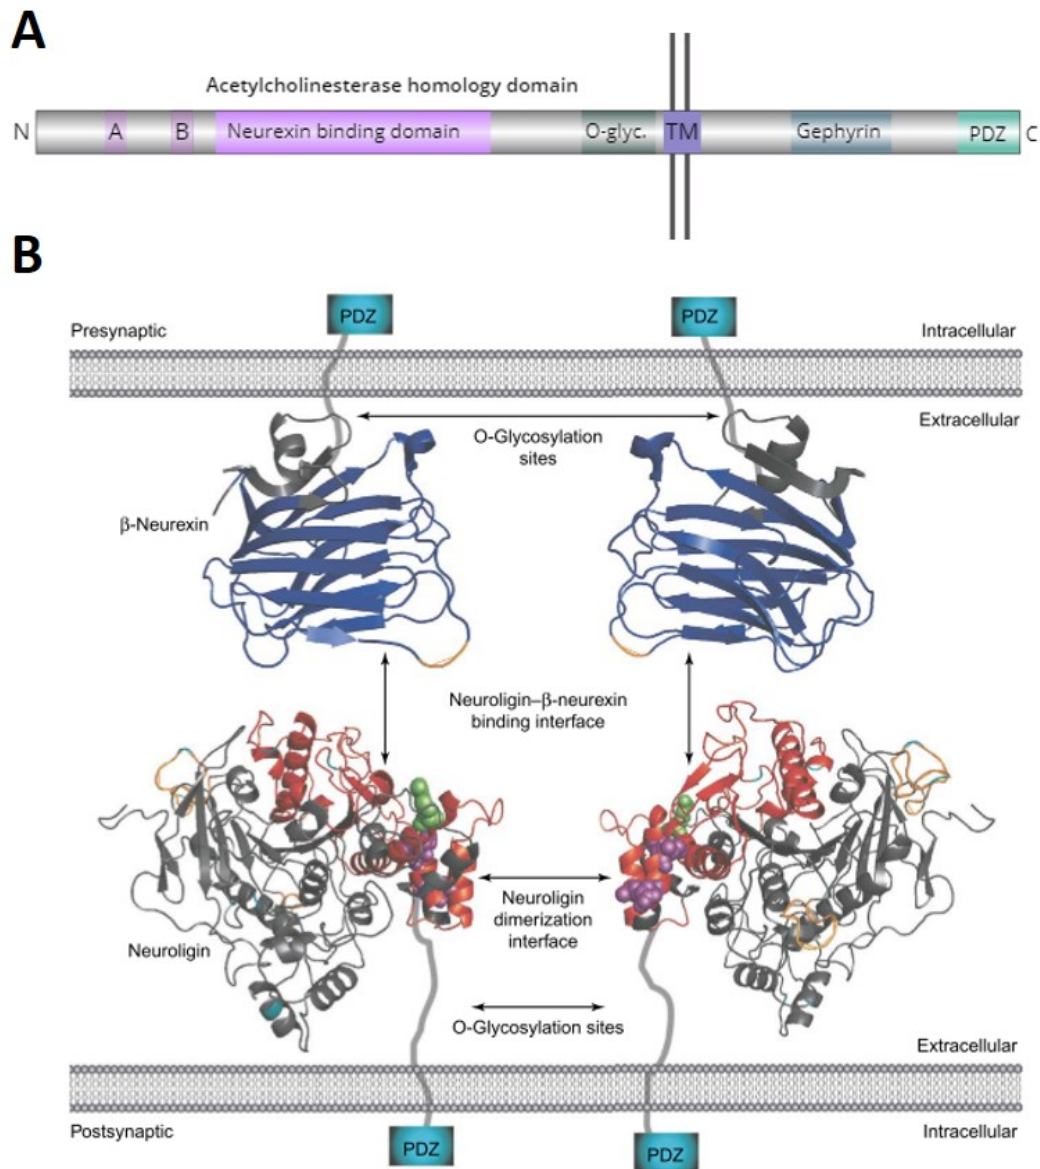 A
Acetylcholinesterase homology domain
N A B Neurexin binding domain O-glyc. TM Gephyrin PDZ C
B
PDZ PDZ
Presynaptic Intracellular
Extracellular
O-Glycosylation
sites
β-Neurexin
Neuroligin–β-neurexin
binding interface
Neuroligin
dimerization
interface
Neuroligin
O-Glycosylation sites
Extracellular
Postsynaptic Intracellular
PDZ PDZ